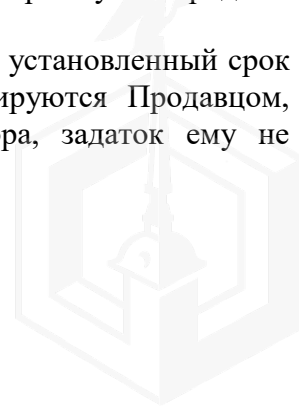 установленный срок
ируются Продавцом,
ра, задаток ему не